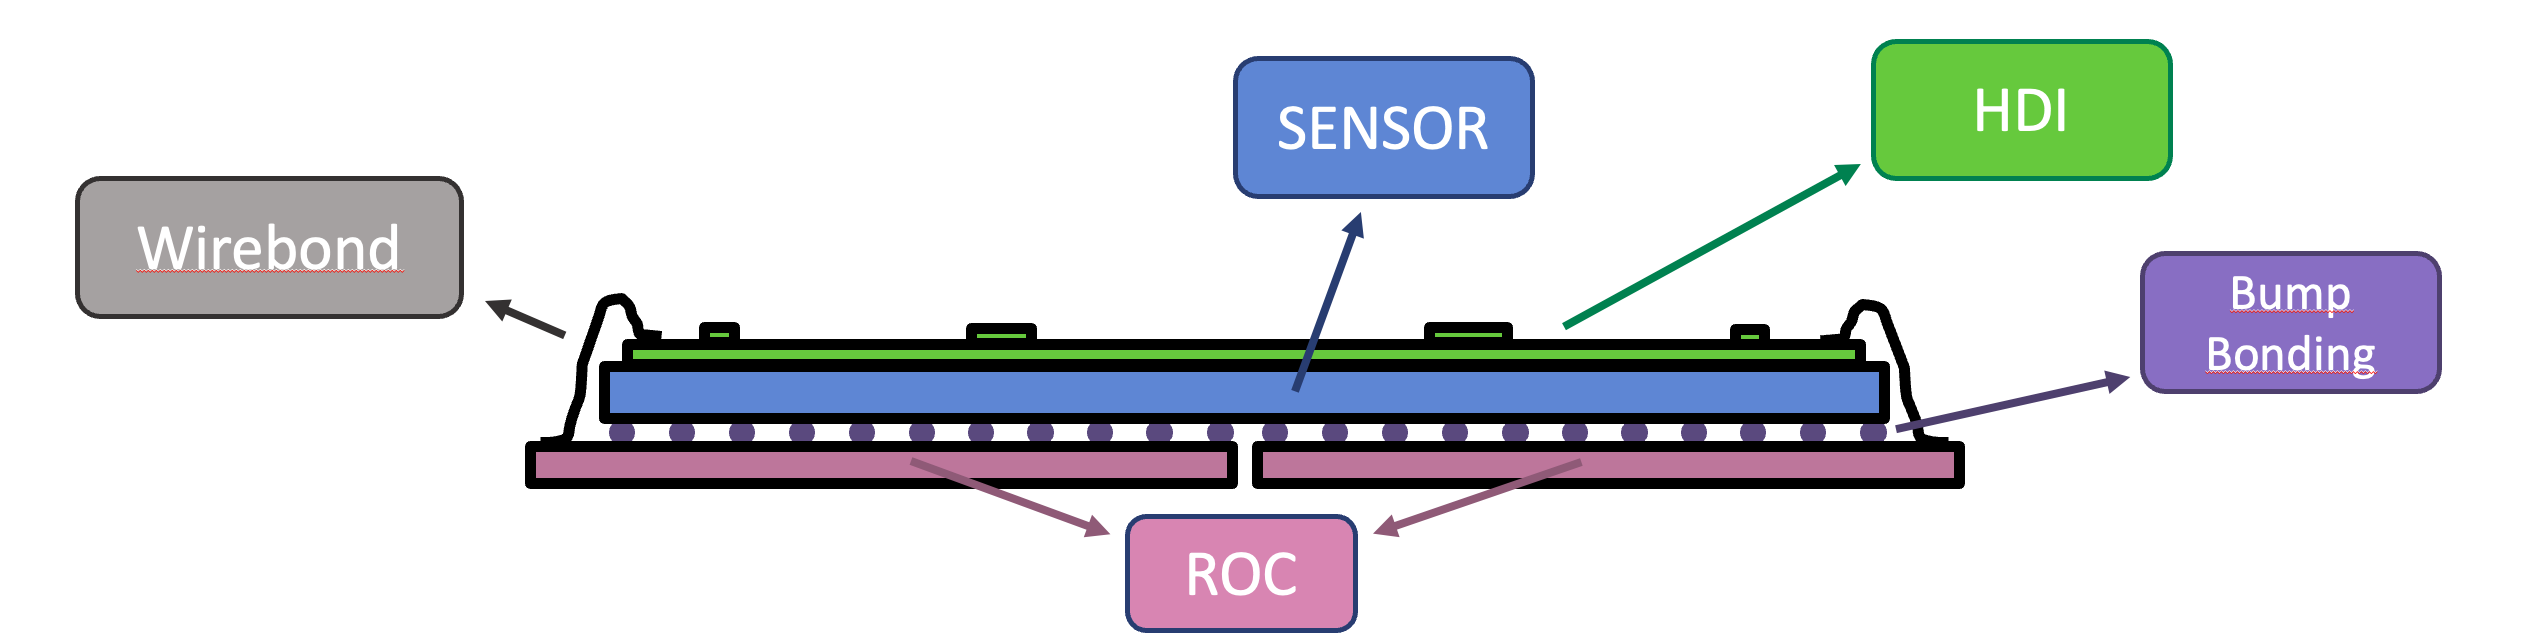 SENSOR
HDI
Wirebond
Bump
Bonding
ROC